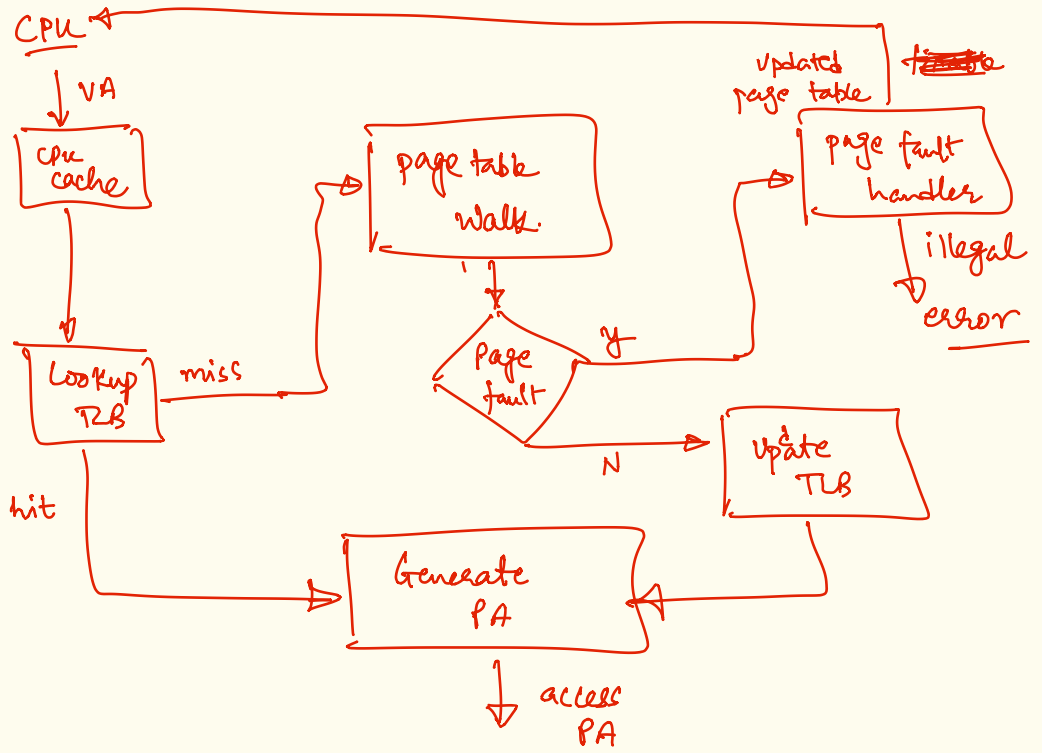 CPU
VA
CPU
cache
Lookup
TLB
miss
hit
page table
walk.
Page
fault
Y
N
updated
page table
page fault
handler
illegal
error
Update
TLB
Generate
PA
access
PA